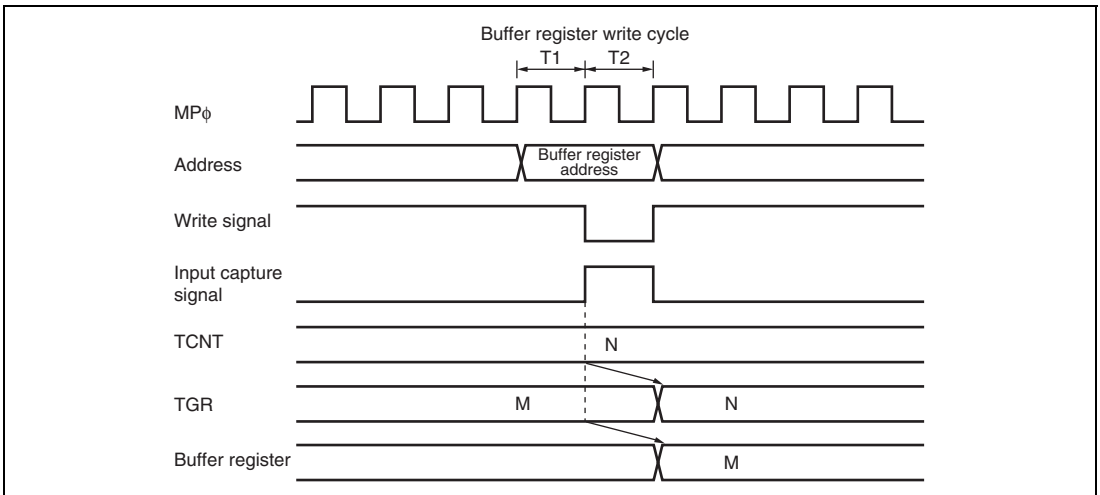 Buffer register write cycle
T1 T2
MPϕ
Address
Buffer register
address
Write signal
Input capture
signal
TCNT
N
TGR
M N
Buffer register
M